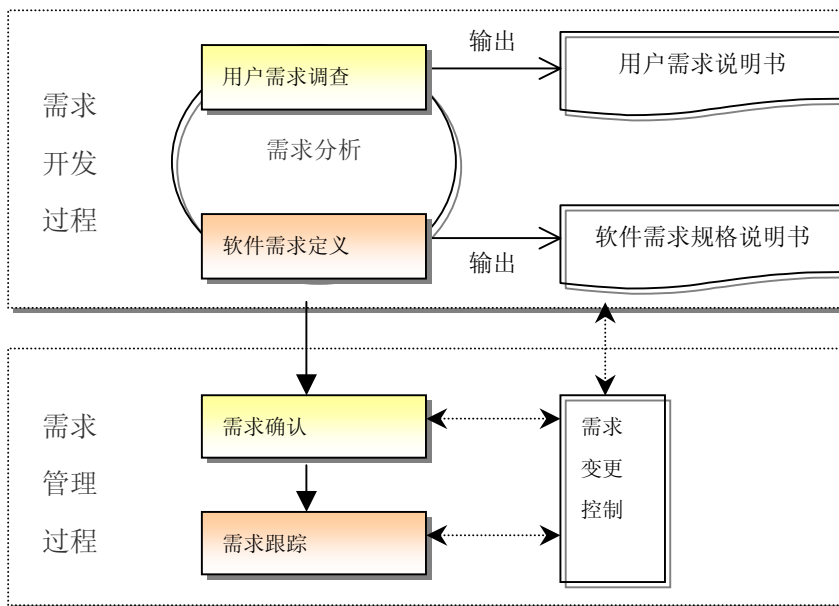 需求
开发
过程
用户需求调查
输出
用户需求说明书
需求分析
软件需求定义
输出
软件需求规格说明书
需求
管理
过程
需求确认
需求跟踪
需求
变更
控制